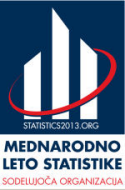 STATISTICS2013.ORG
MEDNARODNO
LETO STATISTIKE
SODELUJOČA ORGANIZACIJA